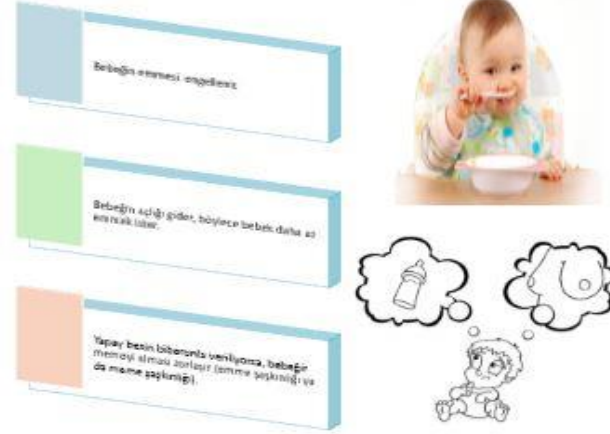 Bebeğin emmesi engellenir.
Bebeğin açlığı gider, böylece bebek daha az
emmek ister.
Yapay besin biberonla veriliyorsa, bebeğin
memeyi alması zorlaşır (emme şaşkınlığı ya
da meme şaşkınlığı).